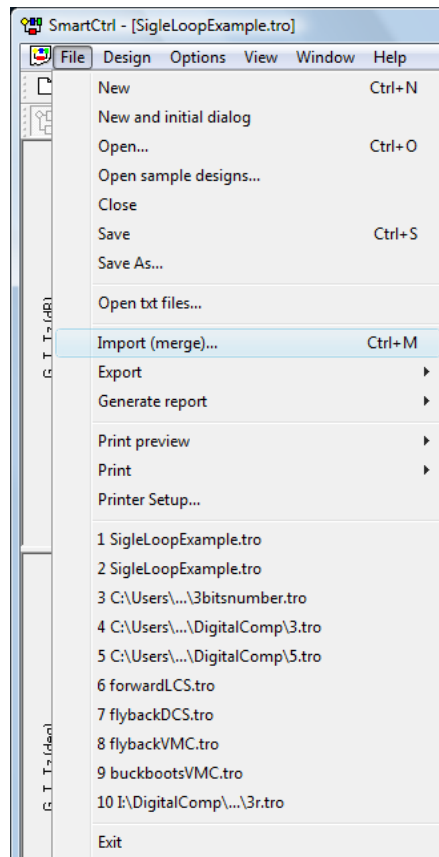 SmartCtrl - [SigleLoopExample.tro]
File Design Options View Window Help
New Ctrl+N
New and initial dialog
Open... Ctrl+O
Open sample designs...
Close
Save Ctrl+S
Save As...
Open txt files...
Import (merge)... Ctrl+M
Export
Generate report
Print preview
Print
Printer Setup...
1 SigleLoopExample.tro
2 SigleLoopExample.tro
3 C:\Users\...\3bitsnumber.tro
4 C:\Users\...\DigitalComp\3.tro
5 C:\Users\...\DigitalComp\5.tro
6 forwardLCS.tro
7 flybackDCS.tro
8 flybackVMC.tro
9 buckbootsVMC.tro
10 I:\DigitalComp\...\3r.tro
Exit